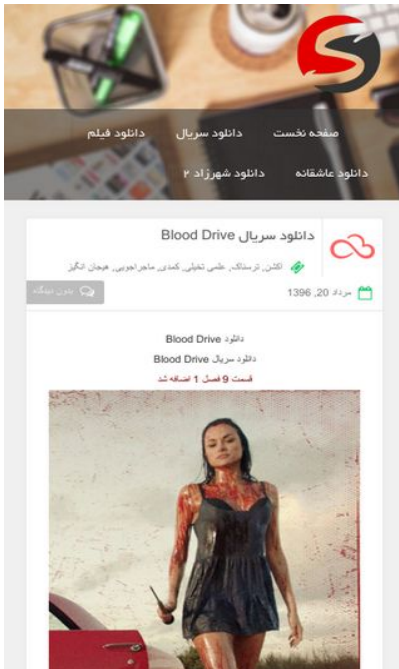 صفحه نخست دانلود سریال دانلود فیلم
دانلود عاشقانه دانلود شهرزاد ۲
دانلود سریال Blood Drive
اکشن, ترسناک, علمی تخیلی, کمدی, ماجراجویی, هیجان انگیز
مرداد 20, 1396
بدون دیدگاه
دانلود Blood Drive
دانلود سریال Blood Drive
قسمت 9 فصل 1 اضافه شد